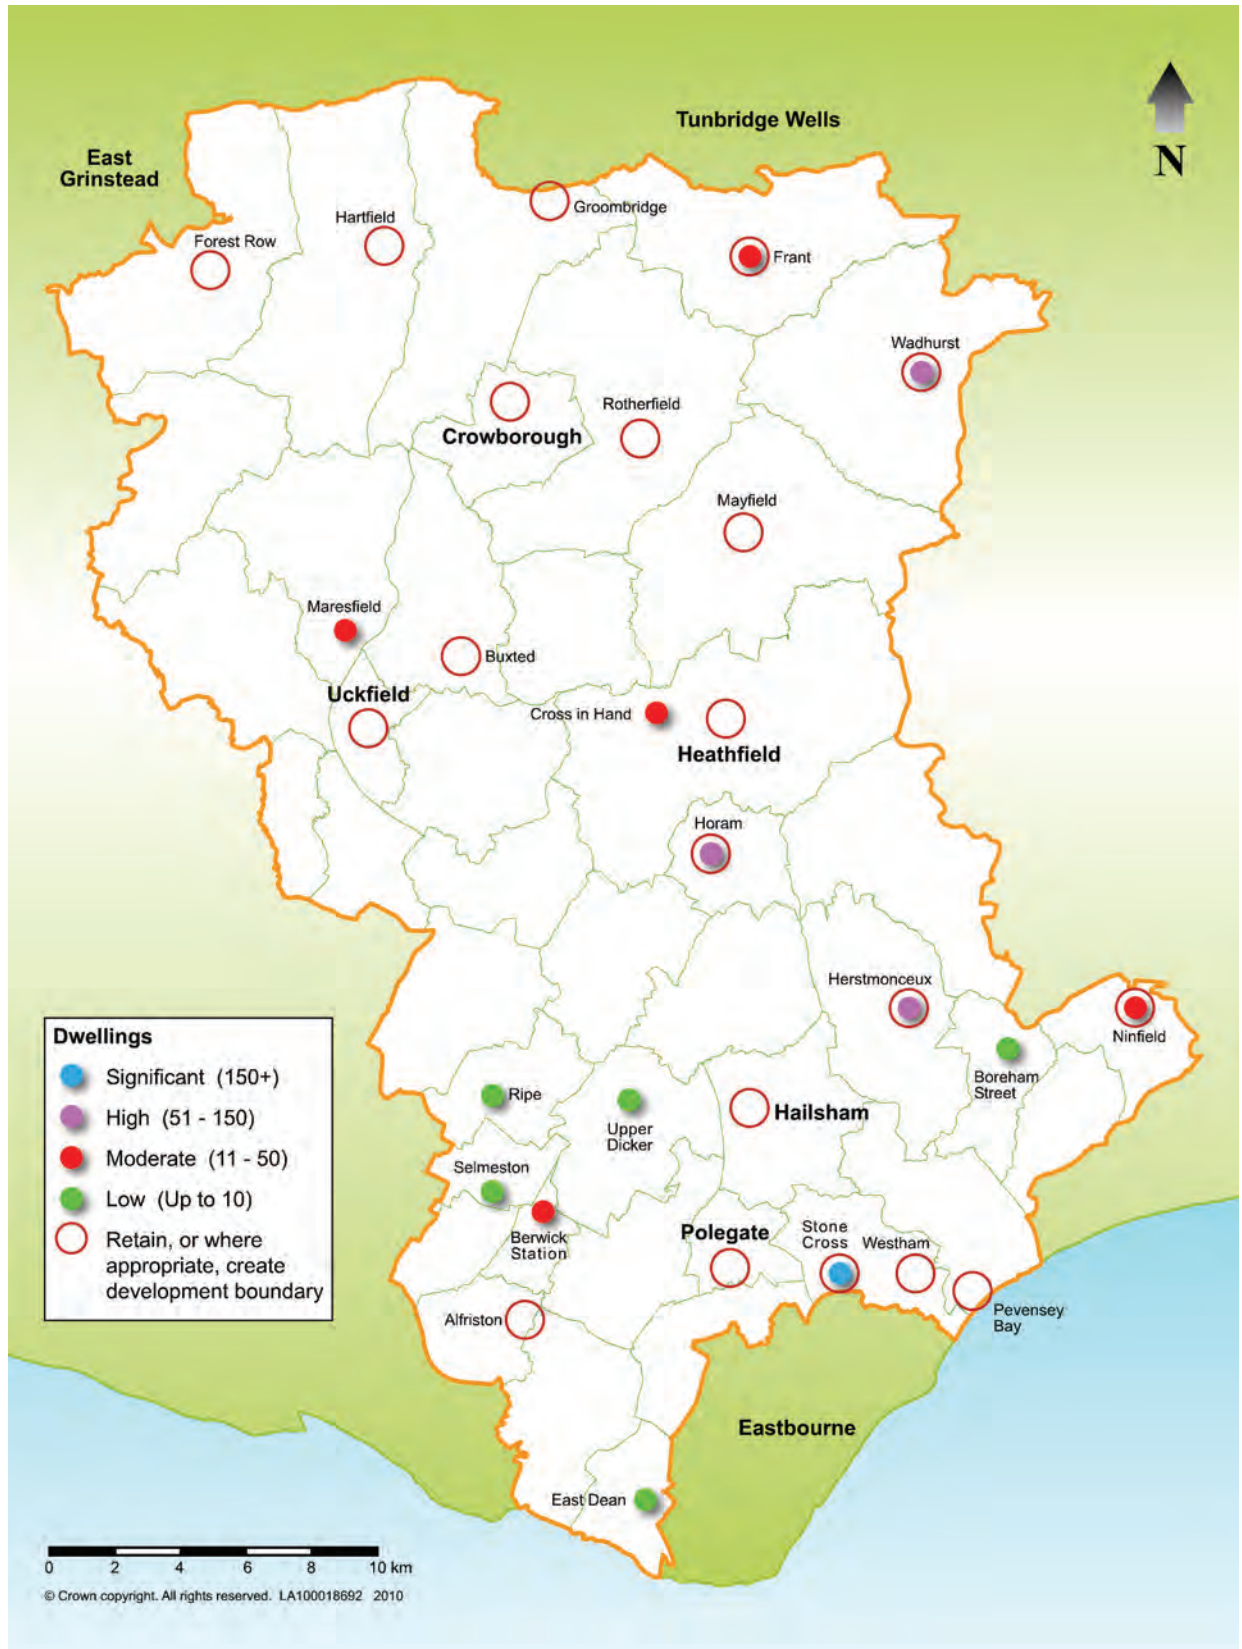 Tunbridge Wells
N
East
Grinstead
Groombridge
Hartfield
Forest Row
Frant
Wadhurst
Rotherfield
Crowborough
Mayfield
Maresfield
Buxted
Uckfield
Cross in Hand
Heathfield
Horam
Herstmonceux
Ninfield
Boreham
Street
Ripe
Upper
Dicker
Hailsham
Selmeston
Berwick
Station
Polegate
Stone
Cross
Westham
Pevensey
Bay
Alfriston
Eastbourne
East Dean
Dwellings
Significant (150+)
High (51 - 150)
Moderate (11 - 50)
Low (Up to 10)
Retain, or where
appropriate, create
development boundary
0 2 4 6 8 10 km
© Crown copyright. All rights reserved. LA100018692 2010